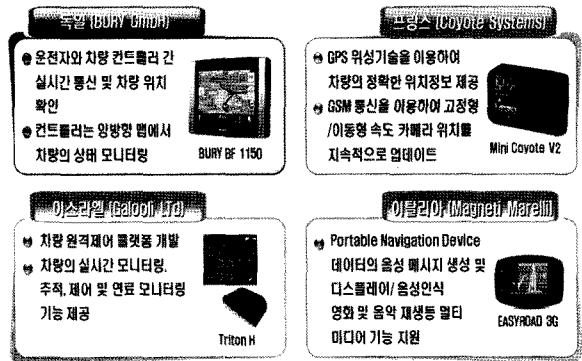 독일 (BURY GmbH)
운전자와 차량 컨트롤러 간
실시간 통신 및 차량 위치
확인
컨트롤러는 양방향 맵에서
차량의 상태 모니터링
BURY BF 1150
프랑스 (Coyote Systems)
GPS 위성기술을 이용하여
차량의 정확한 위치정보 제공
GSM 통신을 이용하여 고정형
/이동형 속도 카메라 위치를
지속적으로 업데이트
Mini Coyote V2
이스라엘 (Galooli LTD)
차량 원격제어 플랫폼 개발
차량의 실시간 모니터링,
추적, 제어 및 연료 모니터링
기능 제공
Triton H
이탈리아 (Magneti Marelli)
Portable Navigation Device
데이터의 음성 메시지 생성 및
디스플레이/ 음성인식
영화 및 음악 재생등 멀티
미디어 기능 지원
EASYROAD 3G